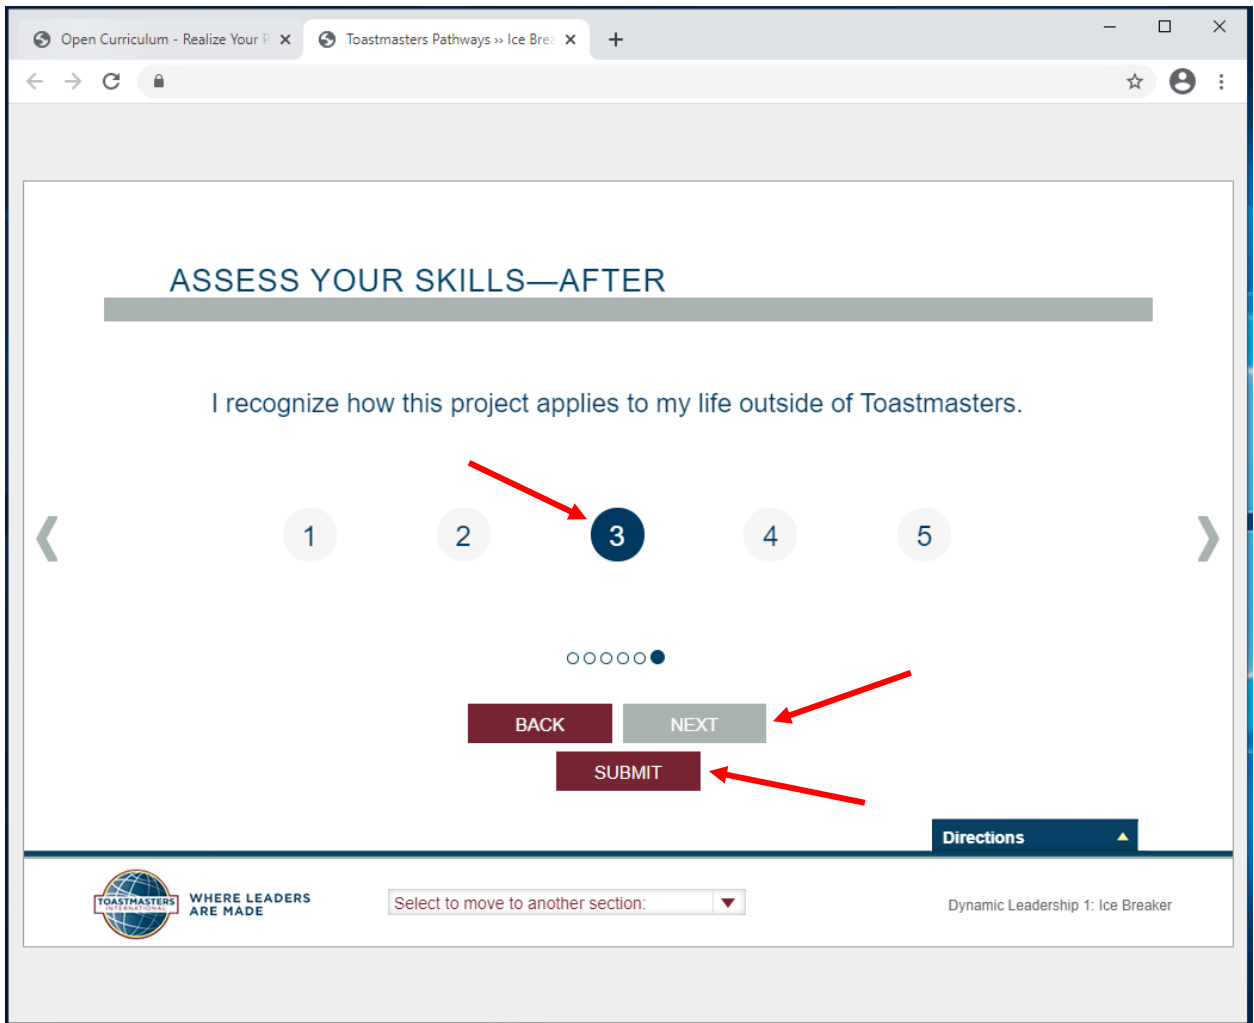 Open Curriculum - Realize Your P
Toastmasters Pathways ›› Ice Brea
ASSESS YOUR SKILLS—AFTER
I recognize how this project applies to my life outside of Toastmasters.
1 2 3 4 5
BACK NEXT
SUBMIT
Directions
TOASTMASTERS
INTERNATIONAL
WHERE LEADERS
ARE MADE
Select to move to another section:
Dynamic Leadership 1: Ice Breaker